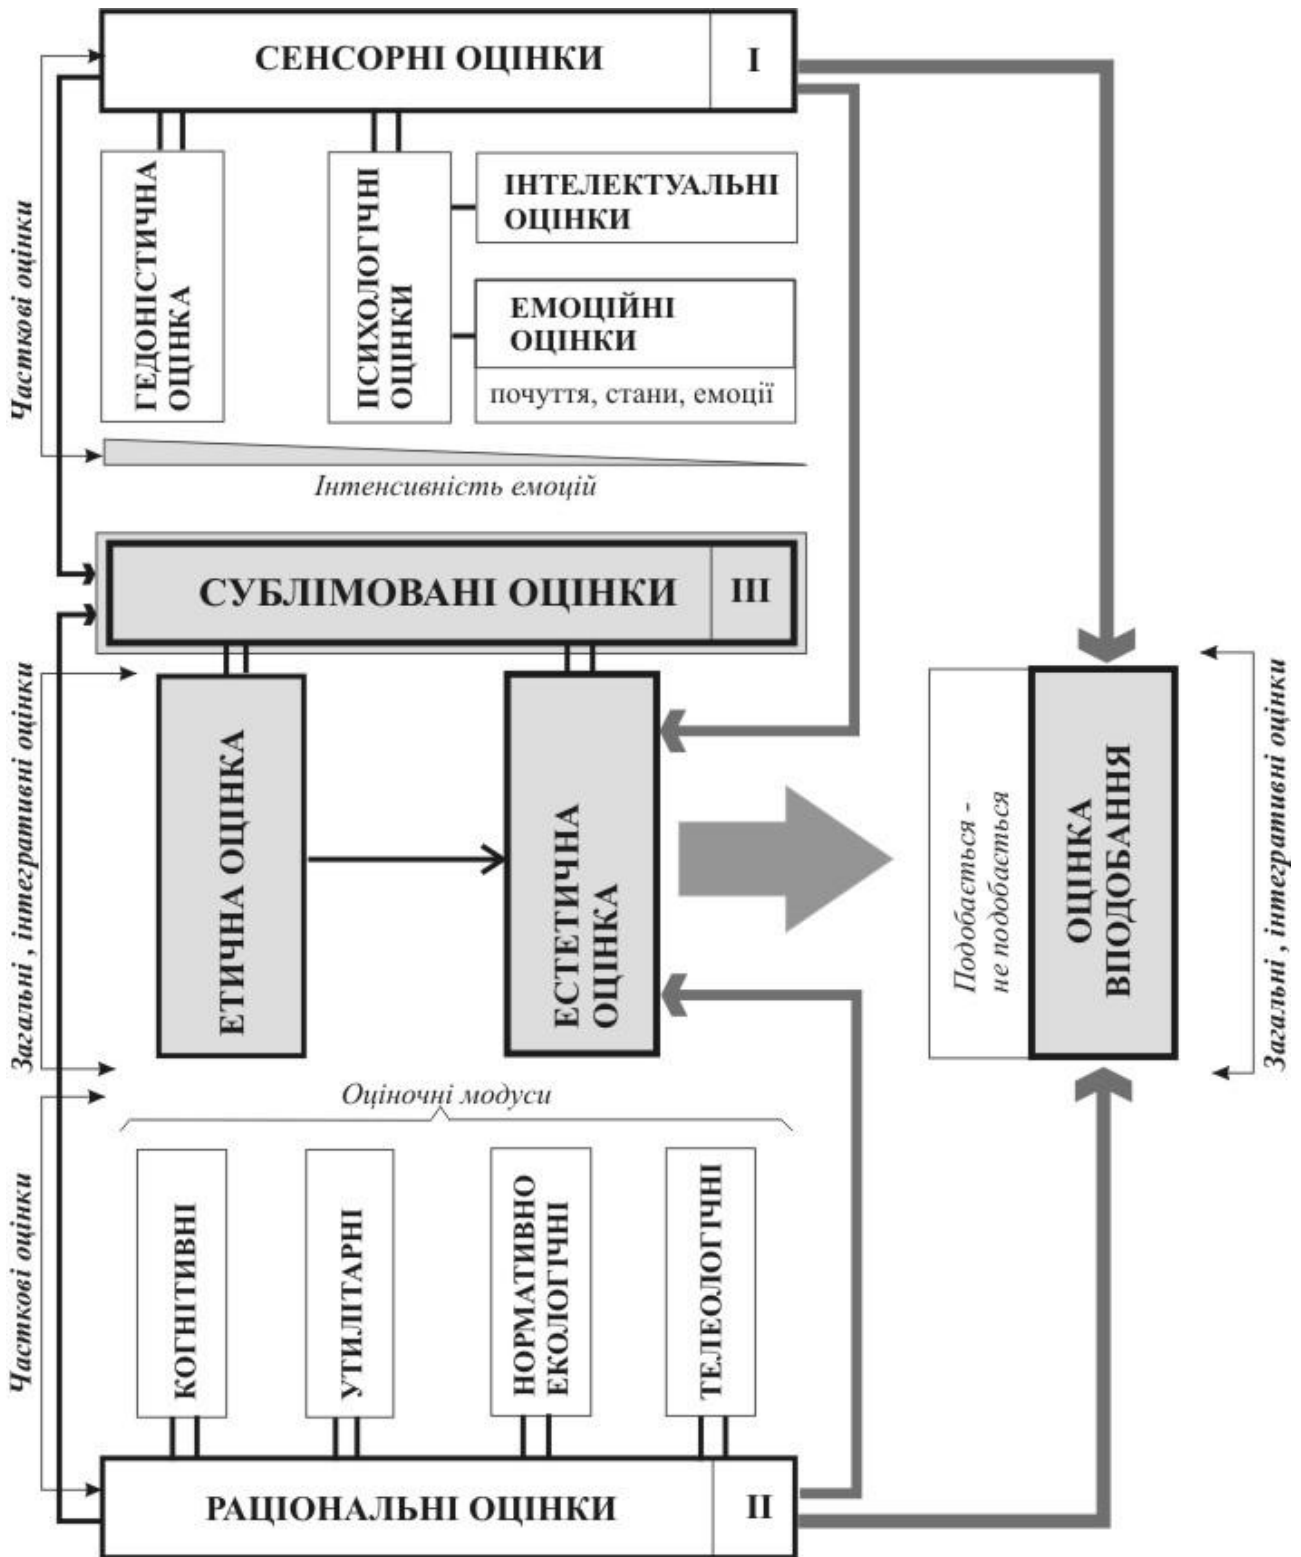 СЕНСОРНІ ОЦІНКИ
I
Часткові оцінки
ГЕДОНІСТИЧНА
ОЦІНКА
ПСИХОЛОГІЧНІ
ОЦІНКИ
ІНТЕЛЕКТУАЛЬНІ
ОЦІНКИ
ЕМОЦІЙНІ
ОЦІНКИ
почуття, стани, емоції
Інтенсивність емоцій
СУБЛІМОВАНІ ОЦІНКИ
III
Загальні , інтегративні оцінки
ЕТИЧНА ОЦІНКА
ЕСТЕТИЧНА
ОЦІНКА
Подобається -
не подобається
ОЦІНКА
ВПОДОБАННЯ
Загальні , інтегративні оцінки
Оціночні модуси
Часткові оцінки
КОГНІТИВНІ
УТИЛІТАРНІ
НОРМАТИВНО
ЕКОЛОГІЧНІ
ТЕЛЕОЛОГІЧНІ
РАЦІОНАЛЬНІ ОЦІНКИ
II